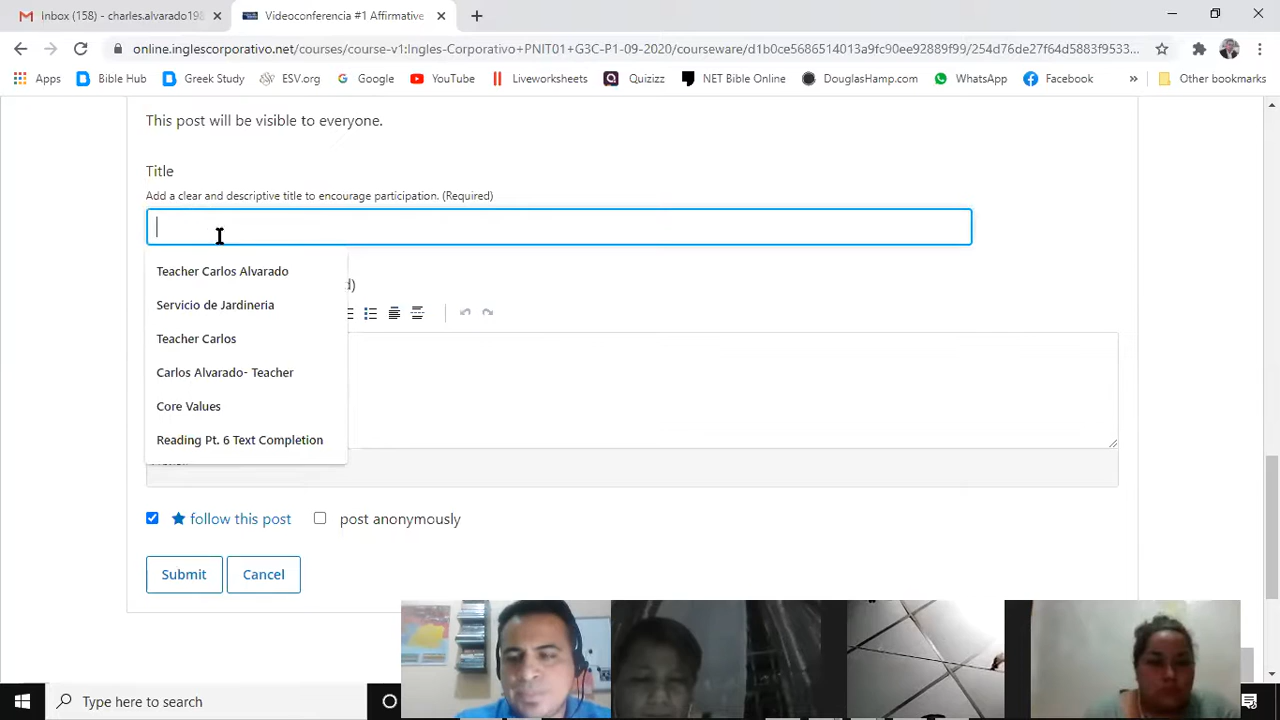 Inbox (158) - charles.alvarado198
Videoconferencia #1 Affirmative
online.inglescorporativo.net/courses/course-v1:Ingles-Corporativo+PNIT01+G3C-P1-09-2020/courseware/d1b0ce5686514013a9fc90ee92889f99/254d76de27f64d5883f9533...
Apps
Bible Hub
Greek Study
ESV.org
Google
YouTube
Liveworksheets
Quizizz
NET Bible Online
DouglasHamp.com
WhatsApp
Facebook
»
Other bookmarks
This post will be visible to everyone.
Title
Add a clear and descriptive title to encourage participation. (Required)
Teacher Carlos Alvarado
Servicio de Jardineria
Teacher Carlos
Carlos Alvarado- Teacher
Core Values
Reading Pt. 6 Text Completion
follow this post
post anonymously
Submit
Cancel
Type here to search